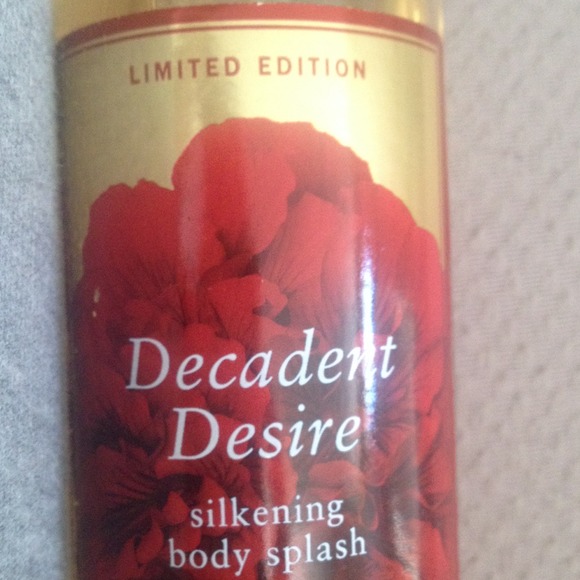 LIMITED EDITION
Decadent
Desire
silkening
body splash